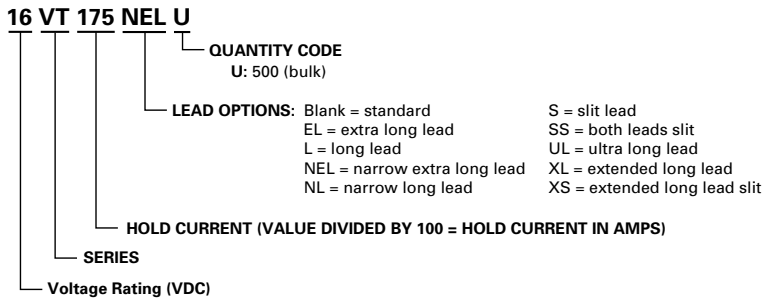 16 VT 175 NEL U
QUANTITY CODE
U: 500 (bulk)
LEAD OPTIONS: Blank = standard S = slit lead
EL = extra long lead SS = both leads slit
L = long lead UL = ultra long lead
NEL = narrow extra long lead XL = extended long lead
NL = narrow long lead XS = extended long lead slit
HOLD CURRENT (VALUE DIVIDED BY 100 = HOLD CURRENT IN AMPS)
SERIES
Voltage Rating (VDC)